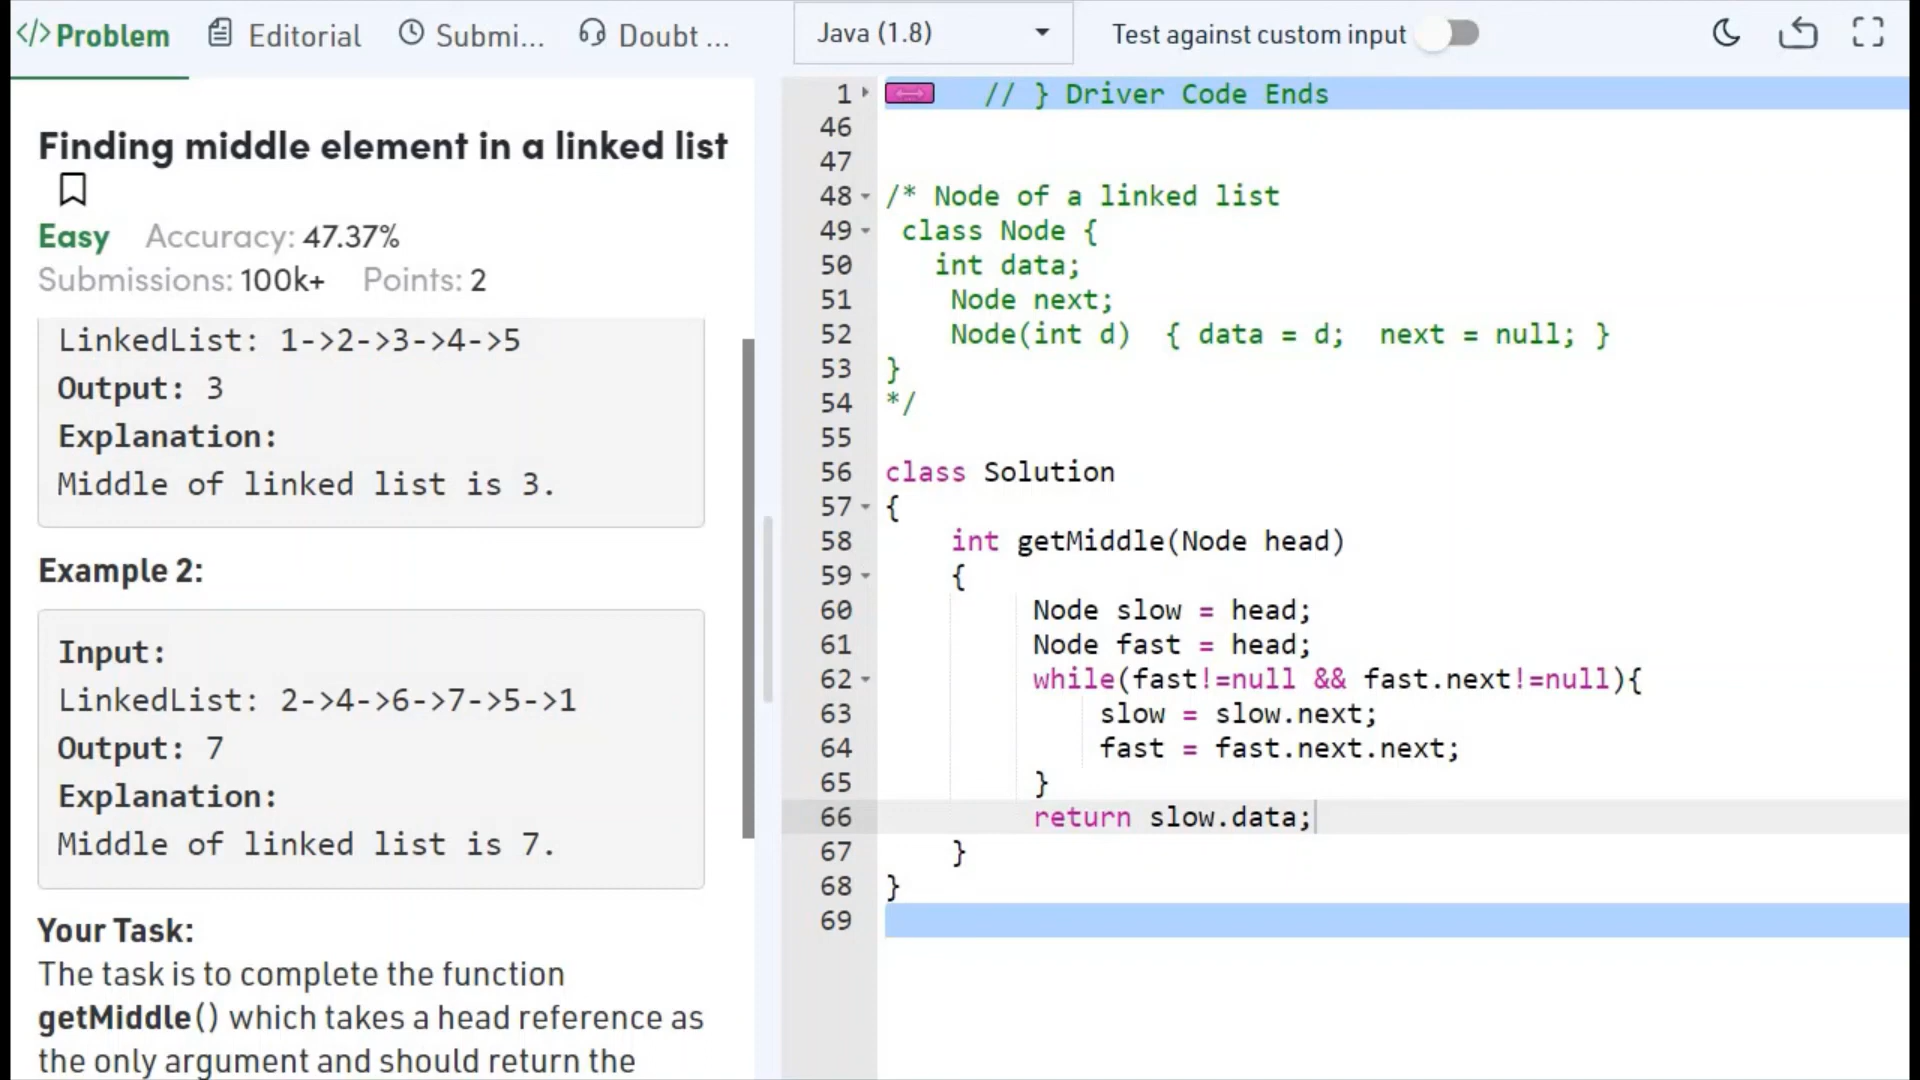 </> Problem
Editorial
Submi...
Doubt ...
Java (1.8)
Test against custom input
Finding middle element in a linked list
Easy Accuracy: 47.37%
Submissions: 100k+ Points: 2
LinkedList: 1->2->3->4->5
Output: 3
Explanation:
Middle of linked list is 3.
Example 2:
Input:
LinkedList: 2->4->6->7->5->1
Output: 7
Explanation:
Middle of linked list is 7.
Your Task:
The task is to complete the function
getMiddle() which takes a head reference as
the only argument and should return the
1 // } Driver Code Ends
46
47
48 /* Node of a linked list
49 class Node {
50 int data;
51 Node next;
52 Node(int d) { data = d; next = null; }
53 }
54 */
55
56 class Solution
57 {
58 int getMiddle(Node head)
59 {
60 Node slow = head;
61 Node fast = head;
62 while(fast!=null && fast.next!=null){
63 slow = slow.next;
64 fast = fast.next.next;
65 }
66 return slow.data;
67 }
68 }
69